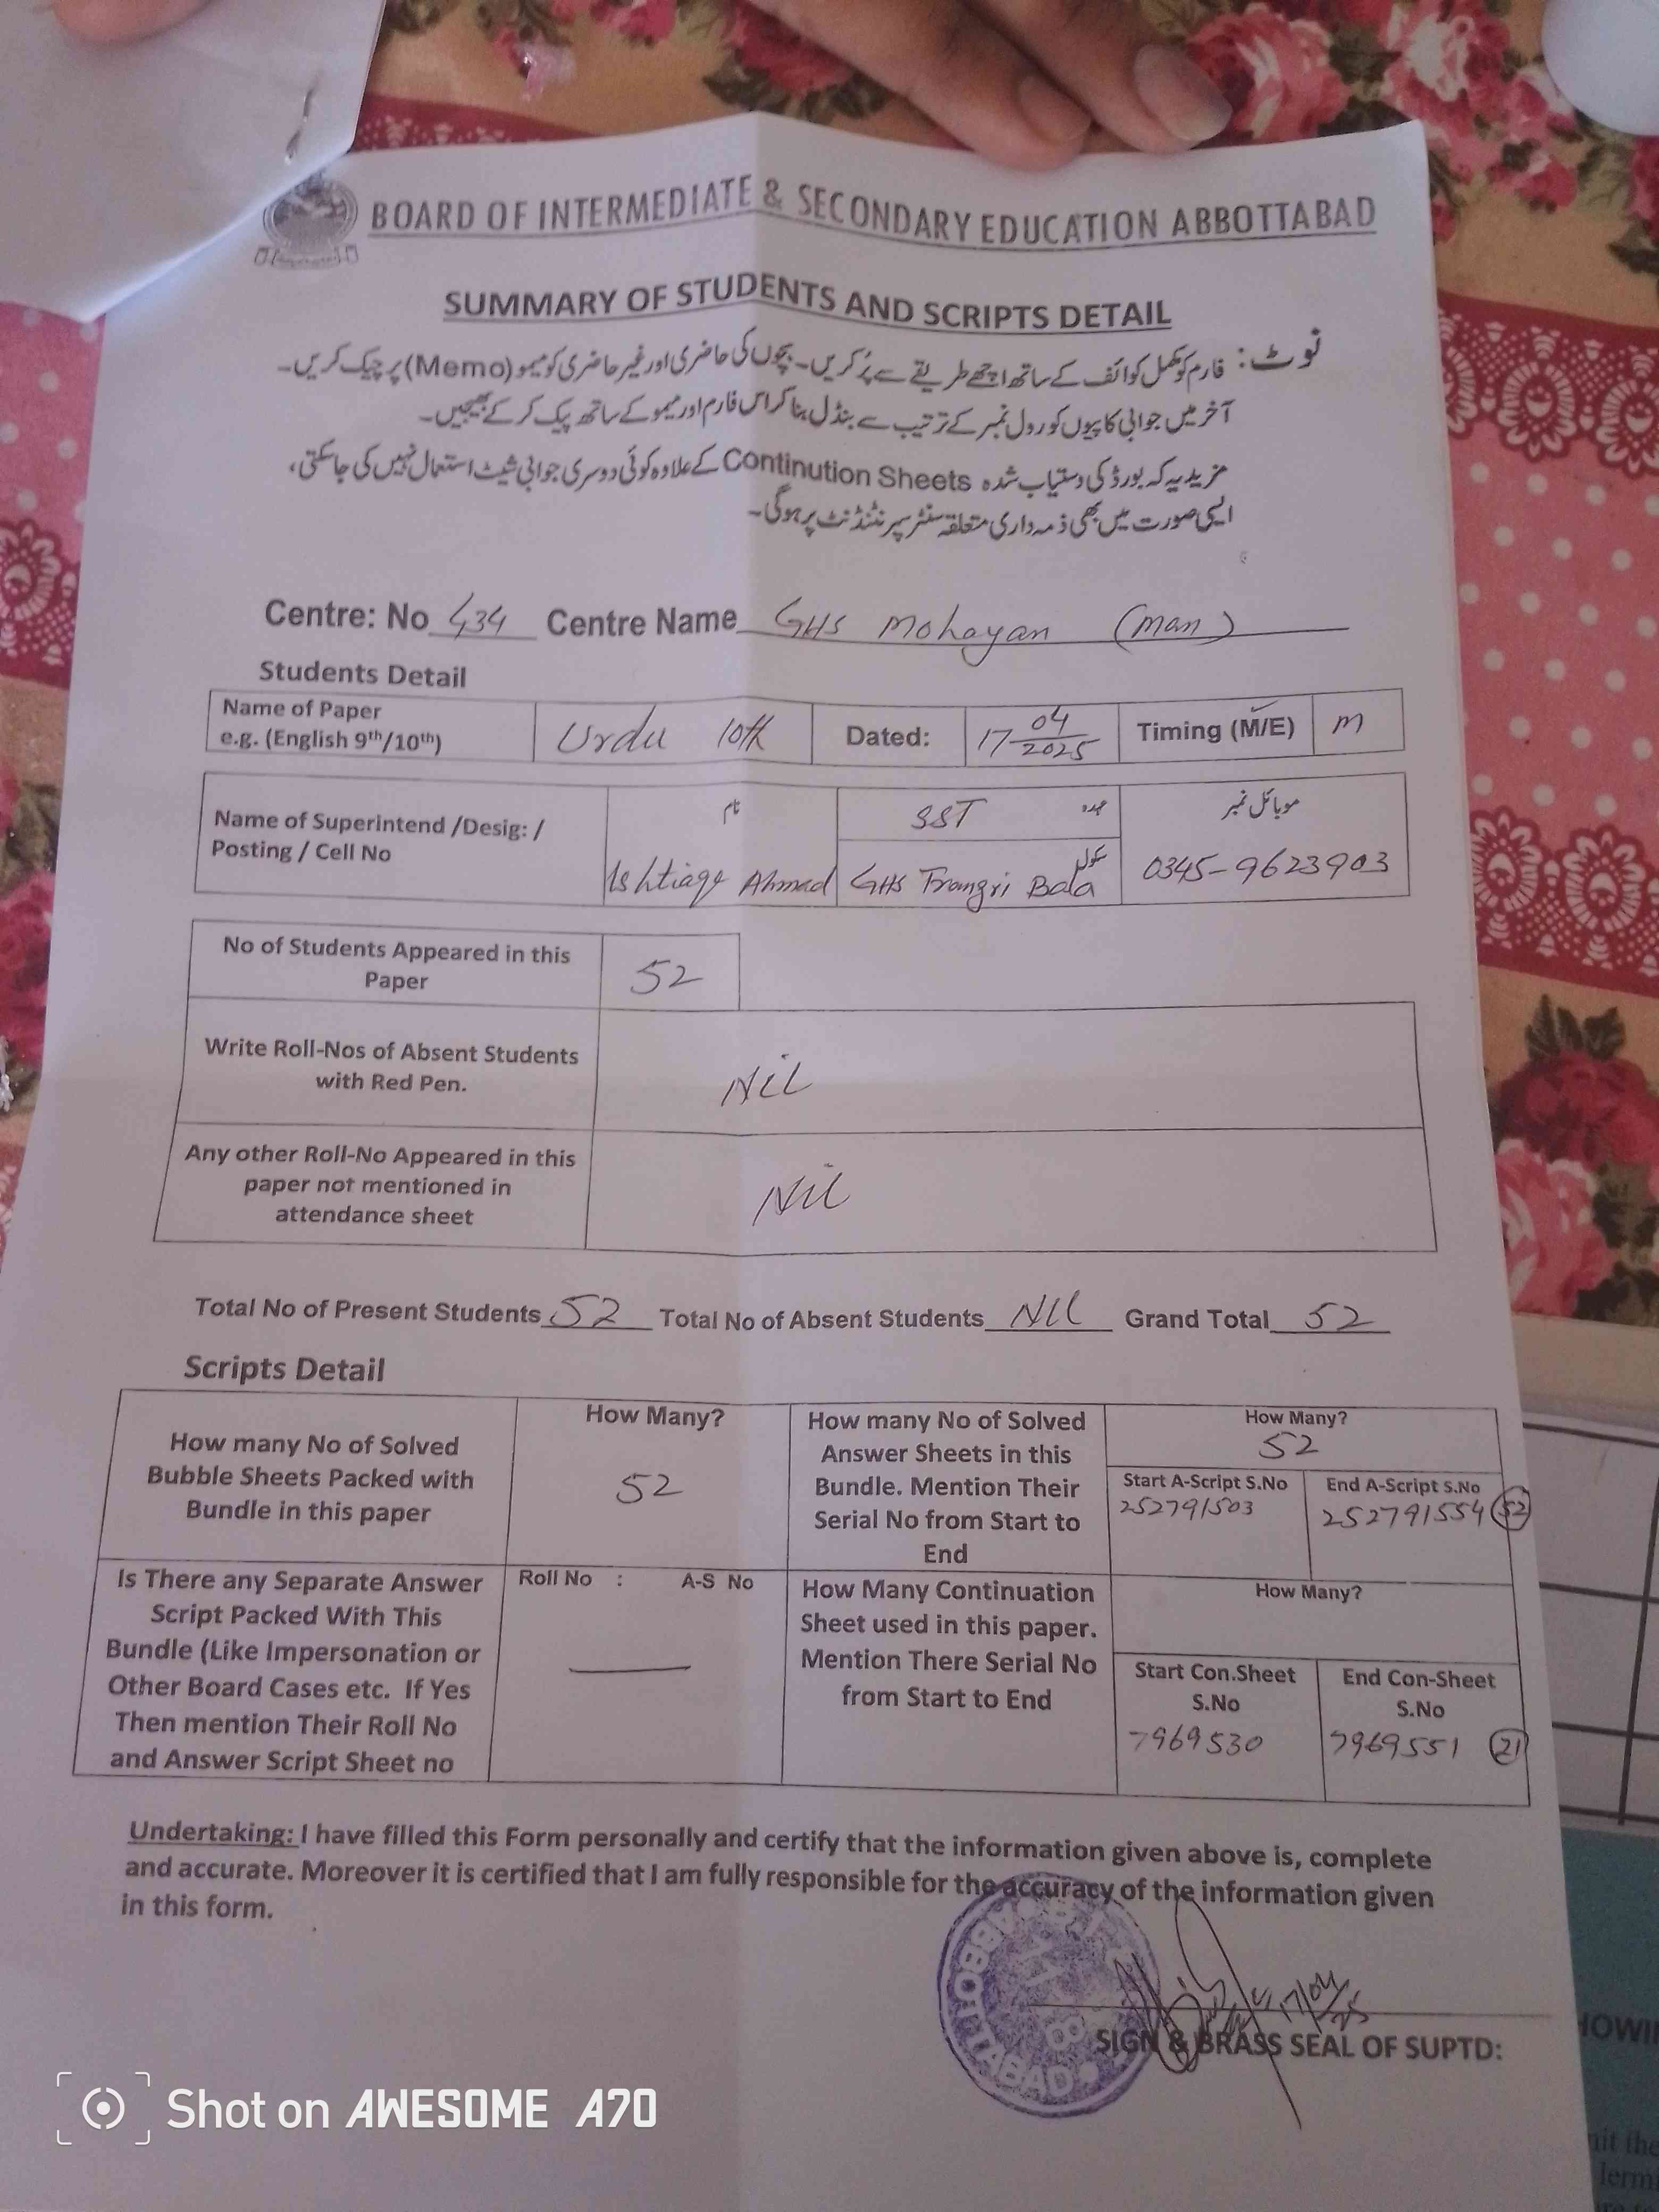 BOARD OF INTERMEDIATE & SECONDARY EDUCATION ABBOTTABAD
SUMMARY OF STUDENTS AND SCRIPTS DETAIL
نوٹ: فارم کو مکمل کوائف کے ساتھ اچھے طریقے سے پُر کریں۔ بچوں کی حاضری اور غیر حاضری کو میمو (Memo) پر چیک کریں۔
آخر میں جوابی کاپیوں کو رول نمبر کے ترتیب سے بنڈل بنا کر اس فارم اور میمو کے ساتھ پیک کر کے بھیجیں۔
مزید یہ کہ بورڈ کی دستیاب شدہ Continution Sheets کے علاوہ کوئی دوسری جوابی شیٹ استعمال نہیں کی جاسکتی،
ایسی صورت میں بھی ذمہ داری متعلقہ سنٹر سپرنٹنڈنٹ پر ہوگی۔
Centre: No 434 Centre Name GHS Mohayan (man)
Students Detail
Name of Paper
e.g. (English 9th/10th)
Urdu 10th
Dated:
17 04/2025
Timing (M/E)
M
Name of Superintend /Desig: /
Posting / Cell No
نام
Ishtiaqe Ahmad
SST عہدہ
سکول
GHS Trangri Bala
موبائل نمبر
0345-9623903
No of Students Appeared in this
Paper
52
Write Roll-Nos of Absent Students
with Red Pen.
Nil
Any other Roll-No Appeared in this
paper not mentioned in
attendance sheet
Nil
Total No of Present Students 52 Total No of Absent Students Nil Grand Total 52
Scripts Detail
How many No of Solved
Bubble Sheets Packed with
Bundle in this paper
How Many?
52
How many No of Solved
Answer Sheets in this
Bundle. Mention Their
Serial No from Start to
End
How Many?
52
Start A-Script S.No
252791503
End A-Script S.No
252791554 52
Is There any Separate Answer
Script Packed With This
Bundle (Like Impersonation or
Other Board Cases etc. If Yes
Then mention Their Roll No
and Answer Script Sheet no
Roll No : A-S No
How Many Continuation
Sheet used in this paper.
Mention There Serial No
from Start to End
How Many?
Start Con.Sheet
S.No
7969530
End Con-Sheet
S.No
7969551 21
Undertaking: I have filled this Form personally and certify that the information given above is, complete
and accurate. Moreover it is certified that I am fully responsible for the accuracy of the information given
in this form.
17/04/25
ABBOTTABAD
SIGN & BRASS SEAL OF SUPTD:
Shot on AWESOME A70